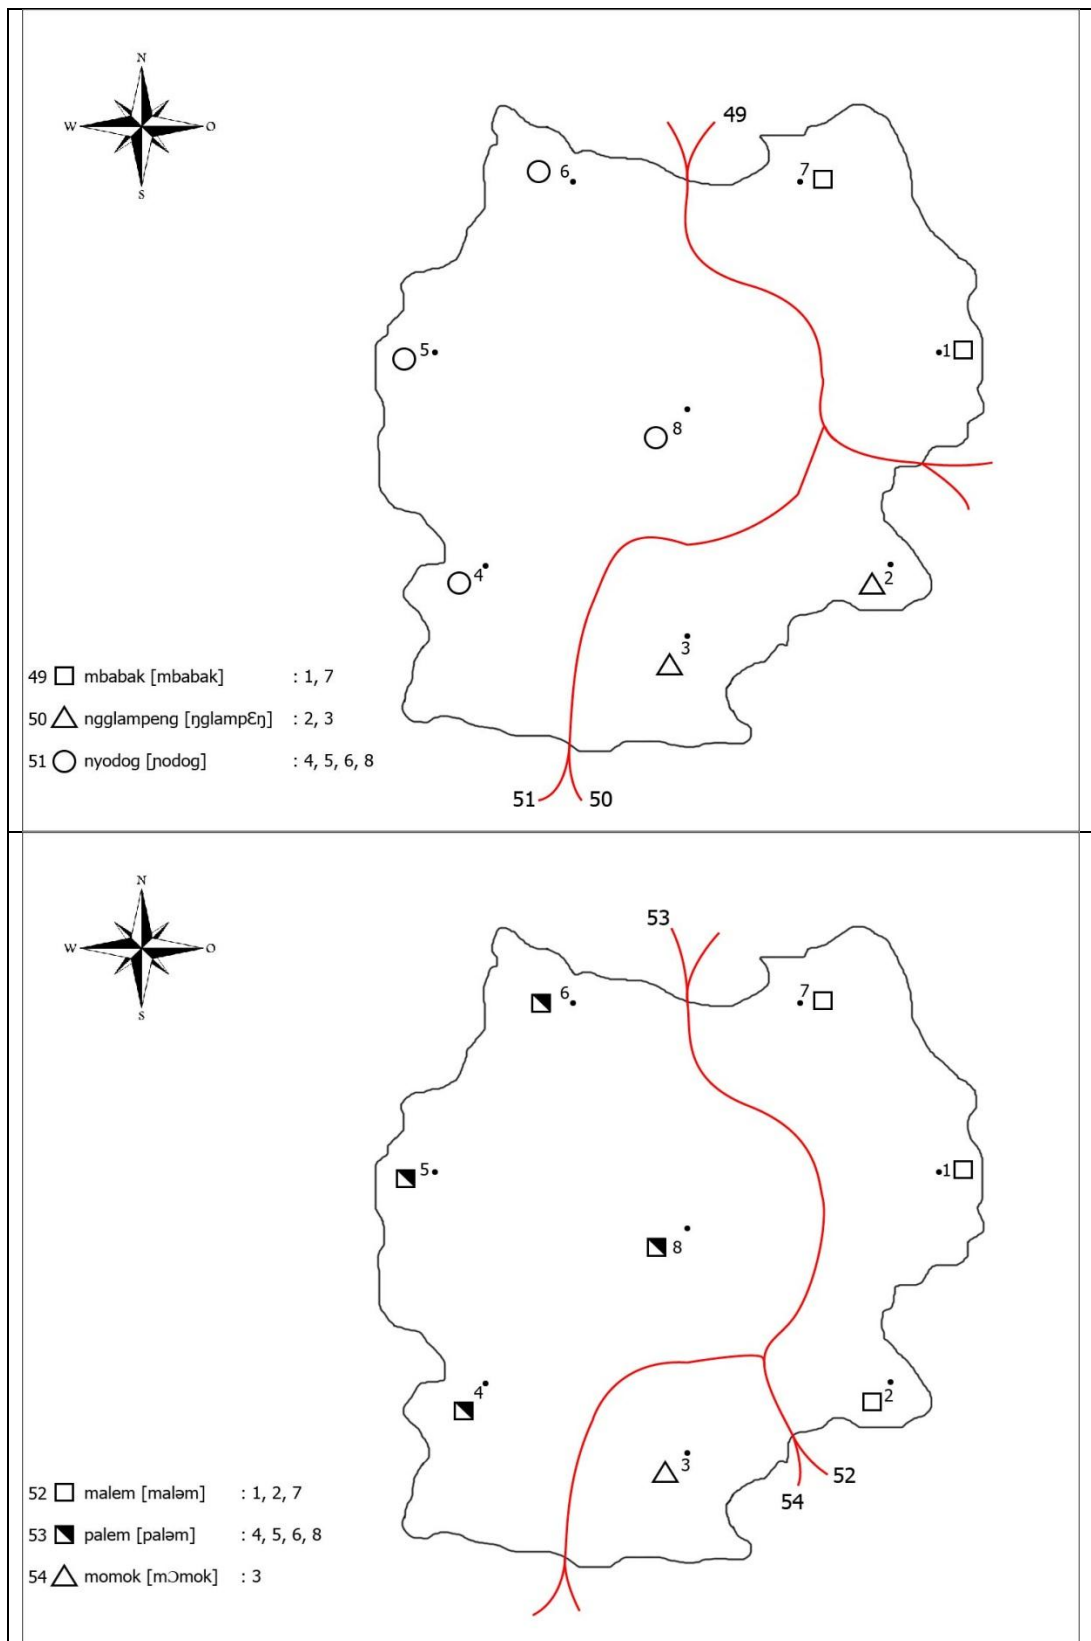 N
W O
S
49
6
7
5
1
8
4
2
3
49 mbabak [mbabak] : 1, 7
50 ngglampeng [ŋglampƐŋ] : 2, 3
51 nyodog [ɲodog] : 4, 5, 6, 8
51 50
N
W O
S
53
6
7
5
1
8
4
2
3
52
54
52 malem [maləm] : 1, 2, 7
53 palem [paləm] : 4, 5, 6, 8
54 momok [mƆmok] : 3